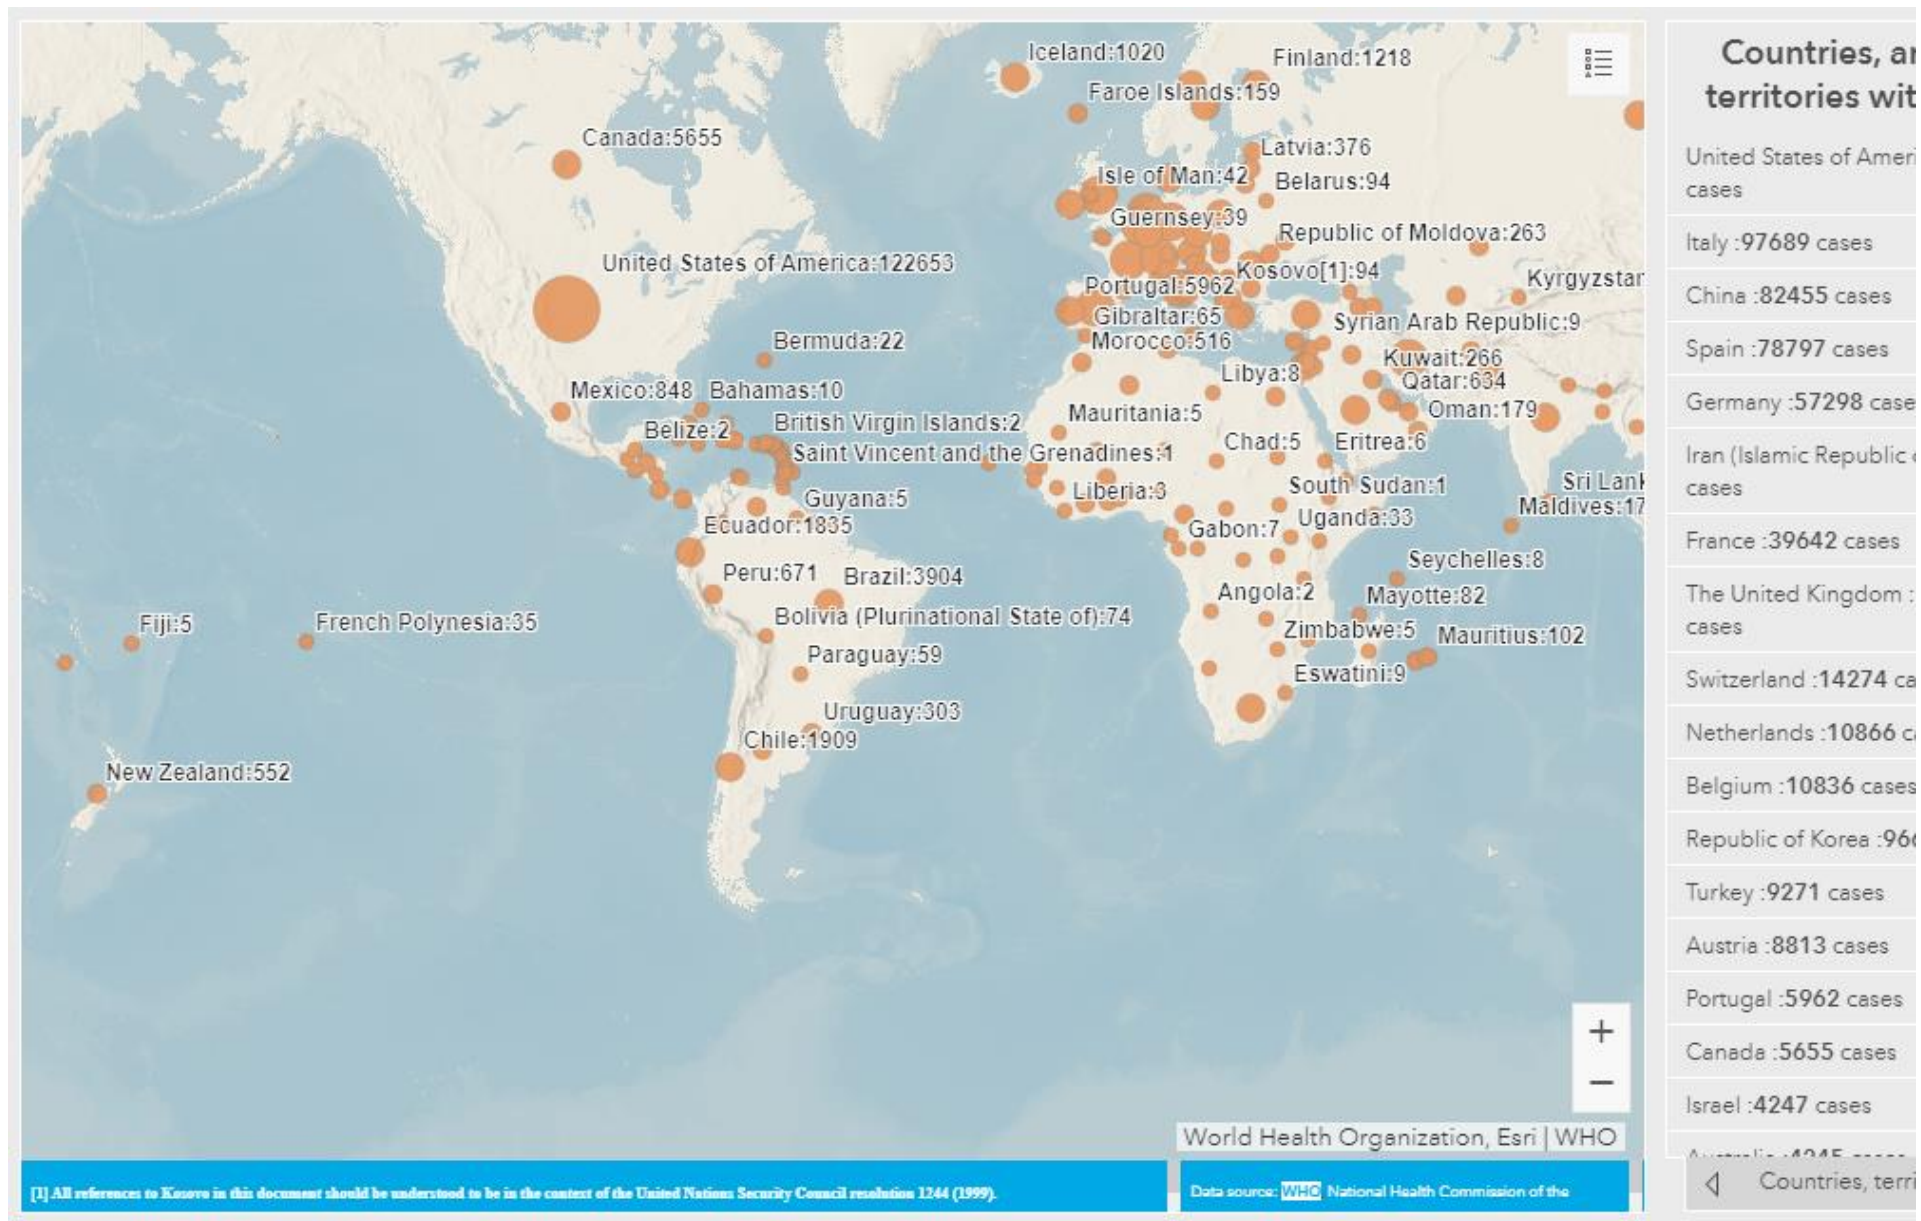 Iceland:1020
Finland:1218
Faroe Islands:159
Canada:5655
Latvia:376
Isle of Man:42
Belarus:94
Guernsey:39
Republic of Moldova:263
United States of America:122653
Kosovo[1]:94
Kyrgyzstan
Portugal:5962
Gibraltar:65
Syrian Arab Republic:9
Bermuda:22
Morocco:516
Kuwait:266
Libya:8
Qatar:634
Mexico:848
Bahamas:10
Mauritania:5
Oman:179
British Virgin Islands:2
Belize:2
Chad:5
Eritrea:6
Saint Vincent and the Grenadines:1
Sri Lank
South Sudan:1
Liberia:3
Guyana:5
Maldives:17
Ecuador:1835
Gabon:7
Uganda:33
Seychelles:8
Peru:671
Brazil:3904
Angola:2
Mayotte:82
Bolivia (Plurinational State of):74
Fiji:5
French Polynesia:35
Zimbabwe:5
Mauritius:102
Paraguay:59
Eswatini:9
Uruguay:303
Chile:1909
New Zealand:552
+
−
World Health Organization, Esri | WHO
[1] All references to Kosovo in this document should be understood to be in the context of the United Nations Security Council resolution 1244 (1999).
Data source: WHO, National Health Commission of the
Countries, ar
territories wit
United States of Ameri
cases
Italy :97689 cases
China :82455 cases
Spain :78797 cases
Germany :57298 case
Iran (Islamic Republic
cases
France :39642 cases
The United Kingdom :
cases
Switzerland :14274 ca
Netherlands :10866 ca
Belgium :10836 cases
Republic of Korea :966
Turkey :9271 cases
Austria :8813 cases
Portugal :5962 cases
Canada :5655 cases
Israel :4247 cases
Countries, terri